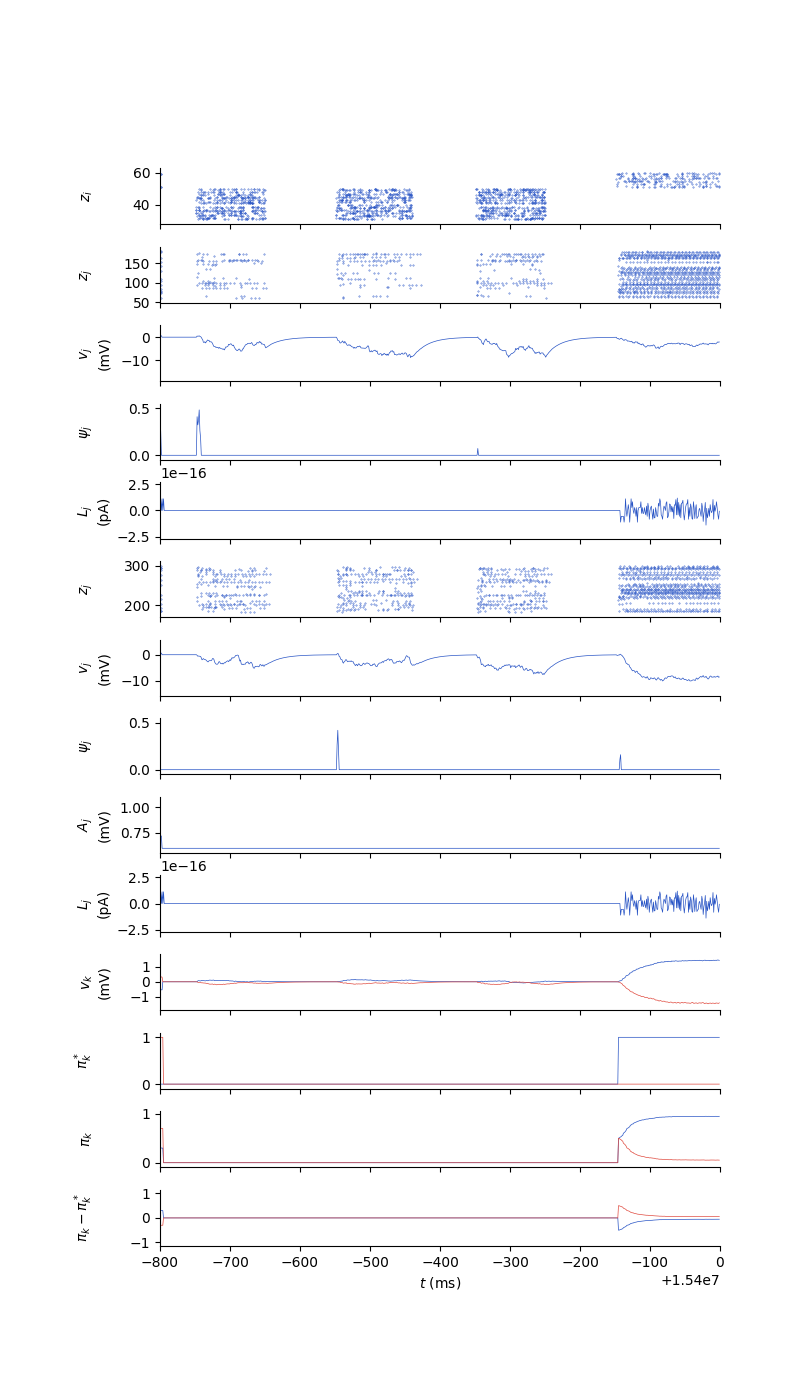 60
40
z_i
150
100
50
z_j
0
−10
v_j
(mV)
0.5
0.0
ψ_j
1e−16
2.5
0.0
−2.5
L_j
(pA)
300
200
z_j
0
−10
v_j
(mV)
0.5
0.0
ψ_j
1.00
0.75
A_j
(mV)
1e−16
2.5
0.0
−2.5
L_j
(pA)
1
0
−1
v_k
(mV)
1
0
π_k^*
1
0
π_k
1
0
−1
π_k − π_k^*
−800 −700 −600 −500 −400 −300 −200 −100 0
t (ms)
+1.54e7